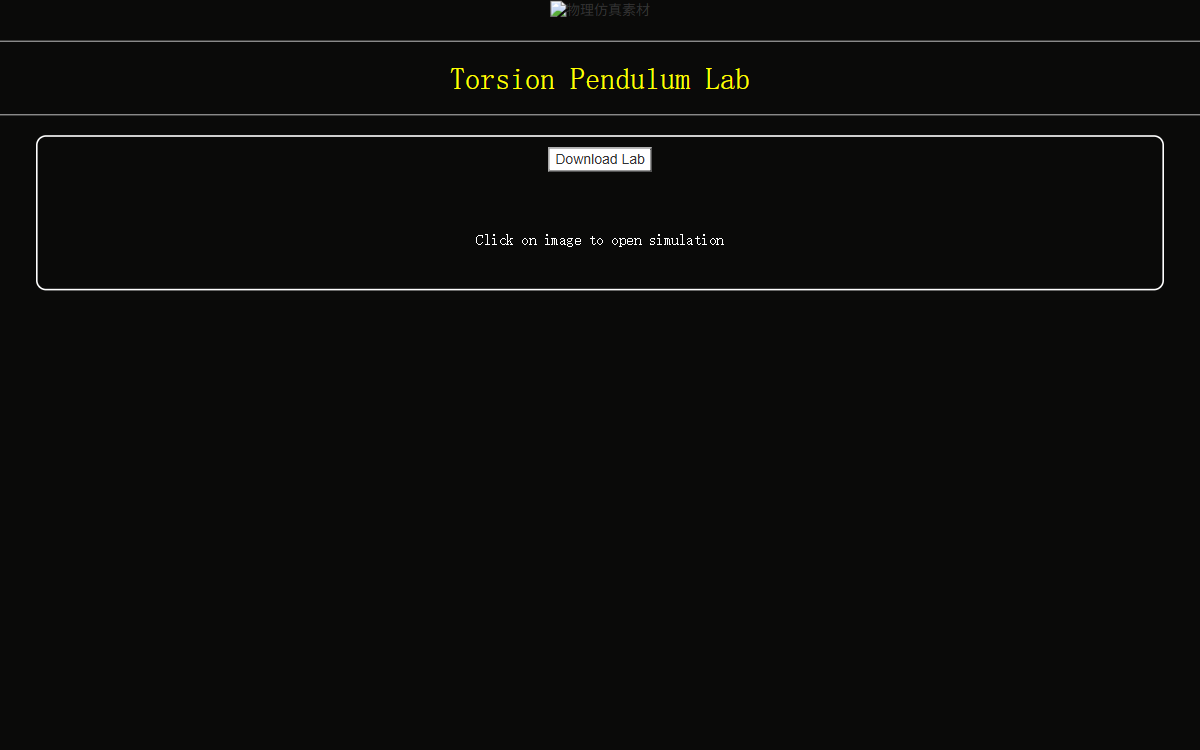 物理仿真素材
Torsion Pendulum Lab
Download Lab
Click on image to open simulation